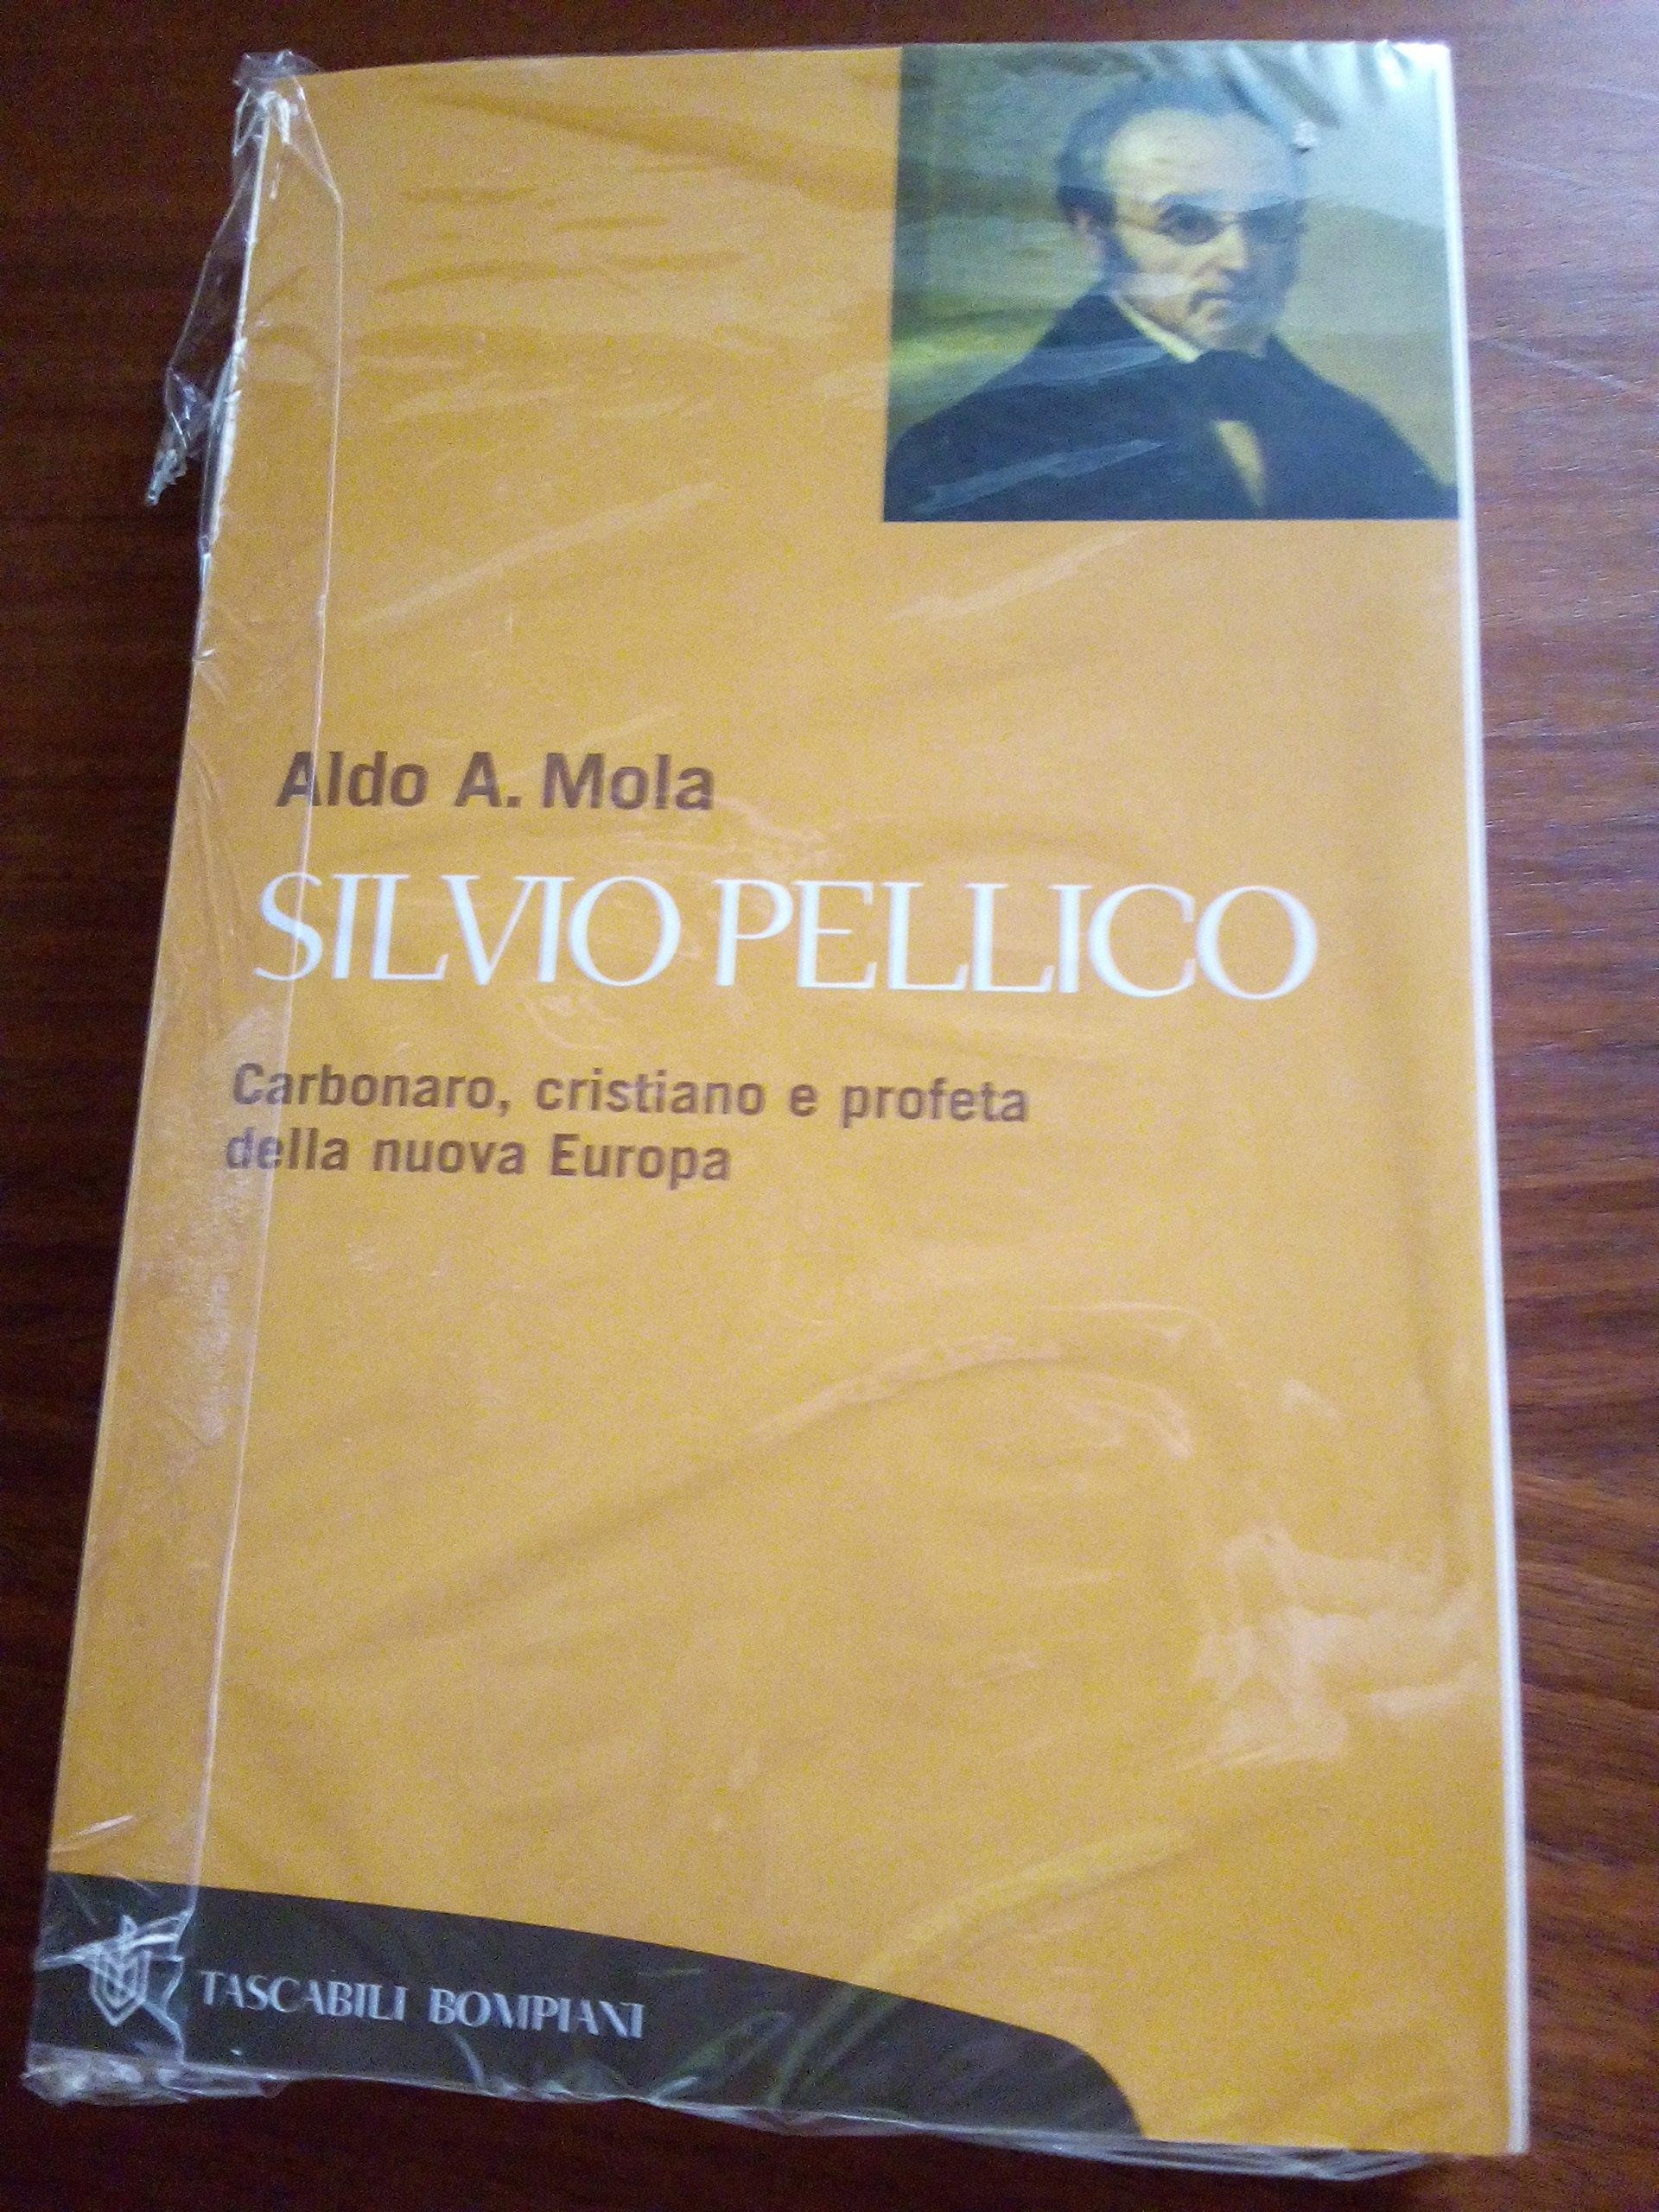 Aldo A. Mola
SILVIO PELLICO
Carbonaro, cristiano e profeta
della nuova Europa
TASCABILI BOMPIANI